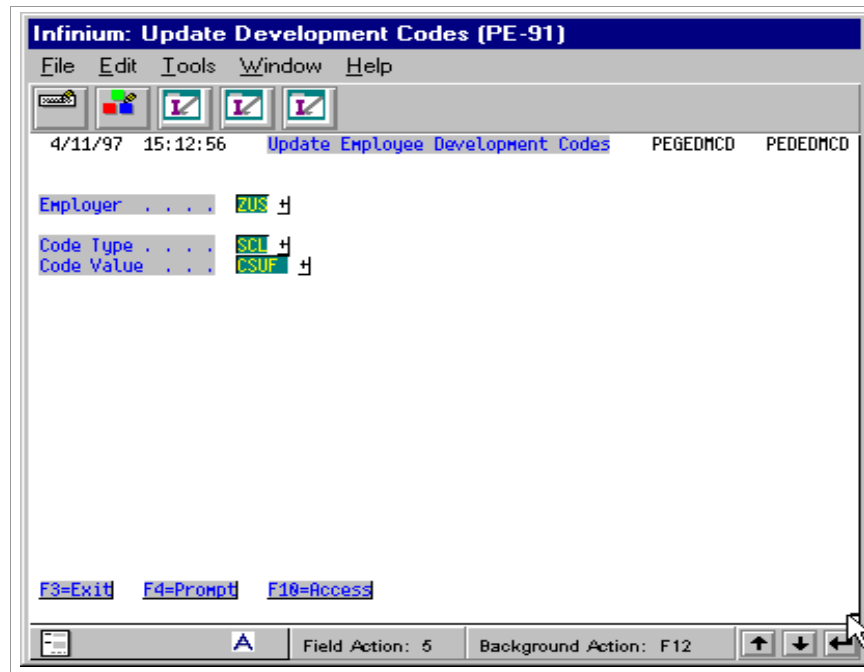 Infinium: Update Development Codes (PE-91)
File Edit Tools Window Help
4/11/97 15:12:56 Update Employee Development Codes PEGEDMCD PEDEDMCD
Employer . . . . ZUS +
Code Type . . . . SCL +
Code Value . . . CSUF +
F3=Exit F4=Prompt F10=Access
A Field Action: 5 Background Action: F12